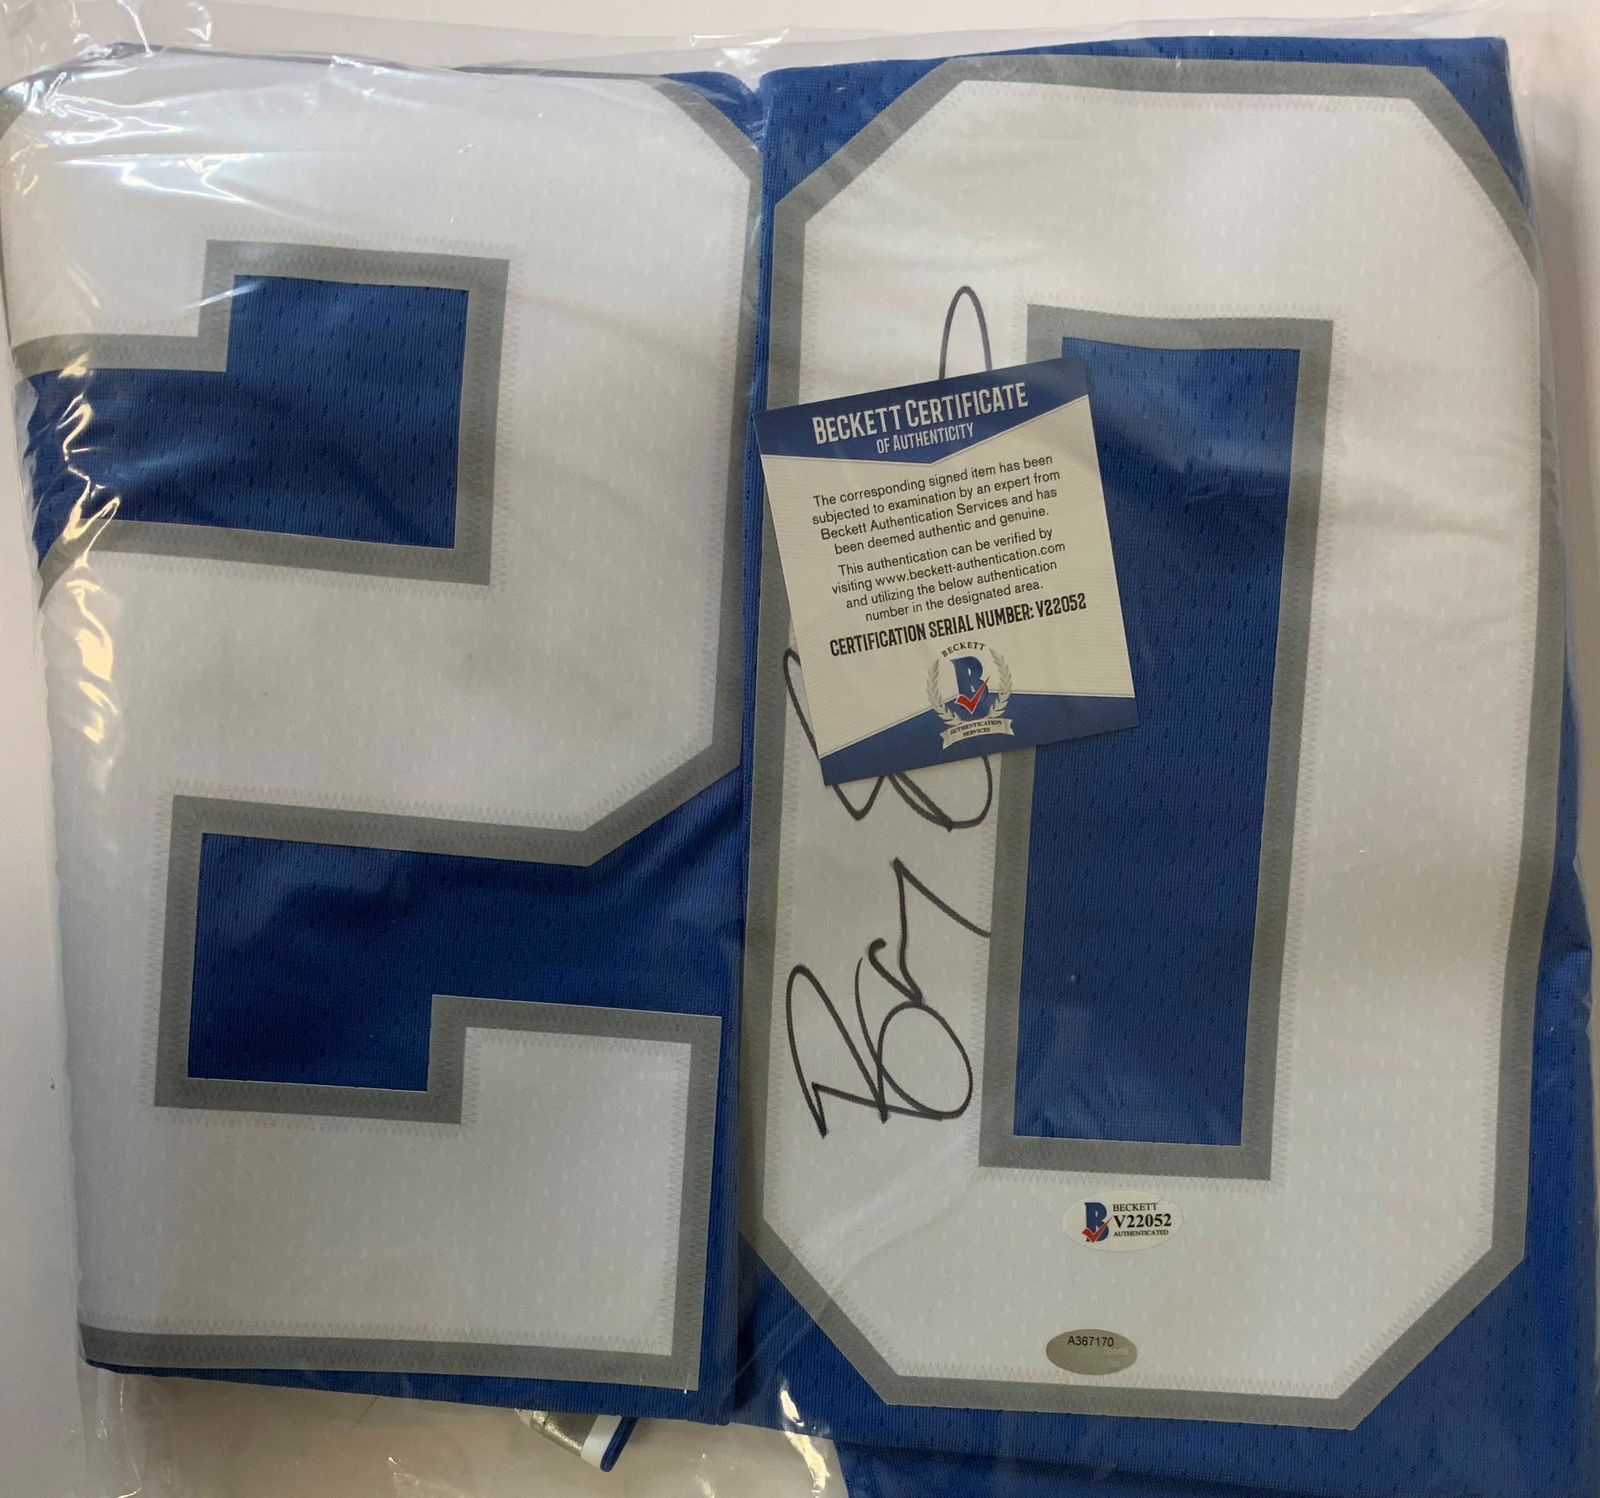 20
BECKETT CERTIFICATE
OF AUTHENTICITY
The corresponding signed item has been
subjected to examination by an expert from
Beckett Authentication Services and has
been deemed authentic and genuine.
This authentication can be verified by
visiting www.beckett-authentication.com
and utilizing the below authentication
number in the designated area.
CERTIFICATION SERIAL NUMBER: V22052
BECKETT
B
AUTHENTICATION
SERVICES
Barry
B
BECKETT
V22052
AUTHENTICATED
A367170